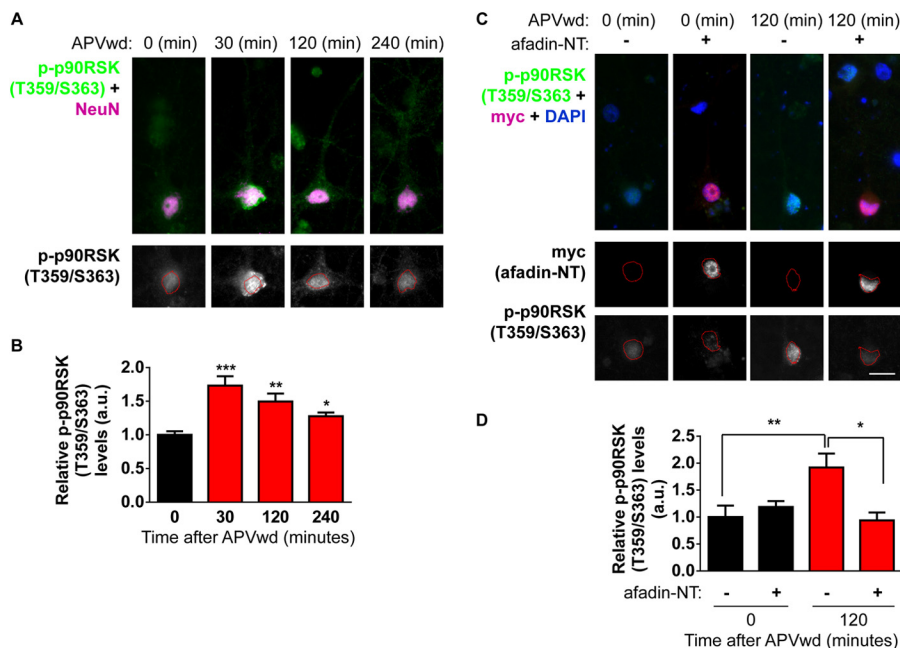 A
APVwd: 0 (min) 30 (min) 120 (min) 240 (min)
p-p90RSK
(T359/S363) +
NeuN
p-p90RSK
(T359/S363)
B
Relative p-p90RSK
(T359/S363)
levels (a.u.)
2.0
1.5
1.0
0.5
0.0
***
**
*
0 30 120 240
Time after APVwd (minutes)
C
APVwd: 0 (min) 0 (min) 120 (min) 120 (min)
afadin-NT: - + - +
p-p90RSK
(T359/S363 +
myc + DAPI
myc
(afadin-NT)
p-p90RSK
(T359/S363)
D
Relative p-p90RSK
(T359/S363) levels
(a.u.)
2.5
2.0
1.5
1.0
0.5
0.0
** *
afadin-NT: - + - +
0 120
Time after APVwd (minutes)